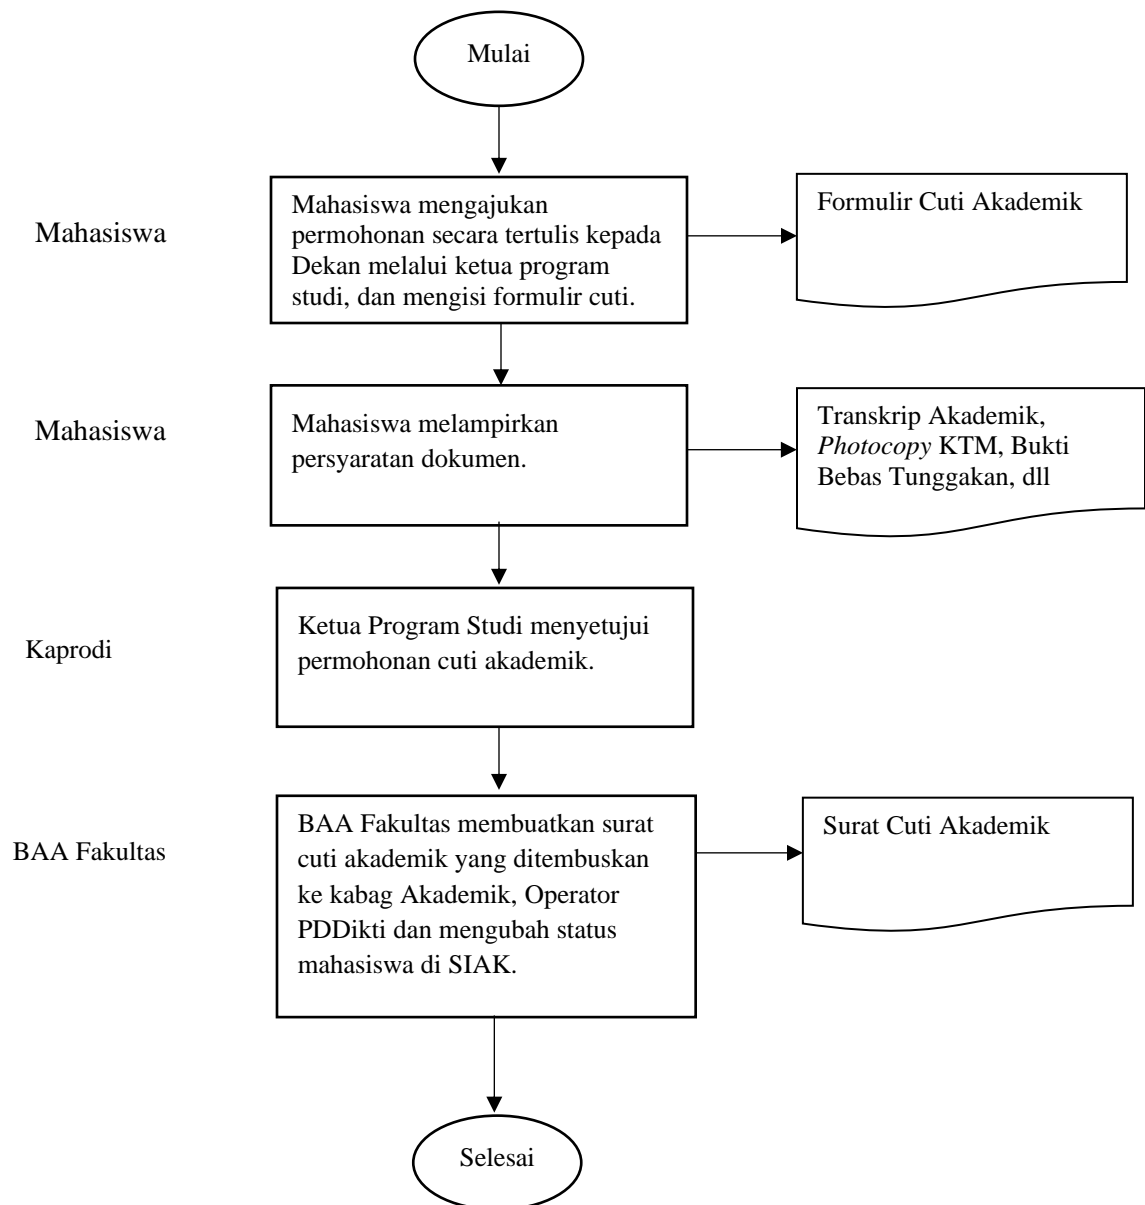 Mulai
Mahasiswa
Mahasiswa mengajukan
permohonan secara tertulis kepada
Dekan melalui ketua program
studi, dan mengisi formulir cuti.
Formulir Cuti Akademik
Mahasiswa
Mahasiswa melampirkan
persyaratan dokumen.
Transkrip Akademik,
Photocopy KTM, Bukti
Bebas Tunggakan, dll
Kaprodi
Ketua Program Studi menyetujui
permohonan cuti akademik.
BAA Fakultas
BAA Fakultas membuatkan surat
cuti akademik yang ditembuskan
ke kabag Akademik, Operator
PDDikti dan mengubah status
mahasiswa di SIAK.
Surat Cuti Akademik
Selesai